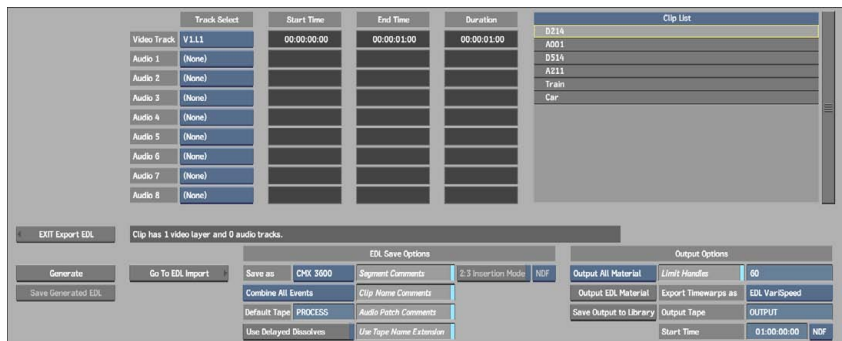 Track Select Start Time End Time Duration Clip List
Video Track V1.L1 00:00:00:00 00:00:01:00 00:00:01:00 D214
Audio 1 (None) A001
Audio 2 (None) D514
Audio 3 (None) A211
Audio 4 (None) Train
Audio 5 (None) Car
Audio 6 (None)
Audio 7 (None)
Audio 8 (None)
EXIT Export EDL Clip has 1 video layer and 0 audio tracks.
EDL Save Options Output Options
Generate Go To EDL Import Save as CMX 3600 Segment Comments 2:3 Insertion Mode NDF Output All Material Limit Handles 60
Save Generated EDL Combine All Events Clip Name Comments Output EDL Material Export Timewarps as EDL VariSpeed
Default Tape PROCESS Audio Patch Comments Save Output to Library Output Tape OUTPUT
Use Delayed Dissolves Use Tape Name Extension Start Time 01:00:00:00 NDF